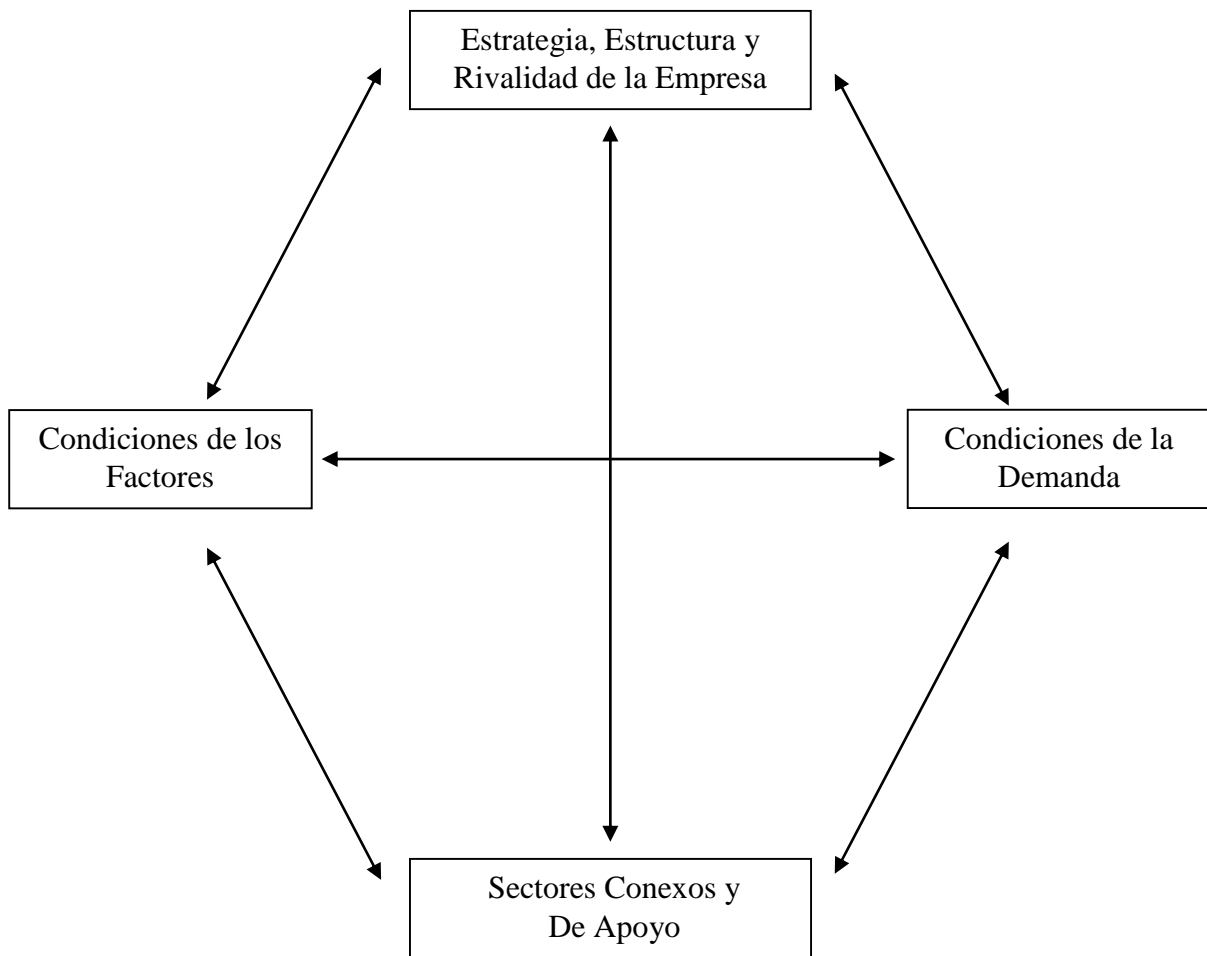 Estrategia, Estructura y
Rivalidad de la Empresa
Condiciones de los
Factores
Condiciones de la
Demanda
Sectores Conexos y
De Apoyo